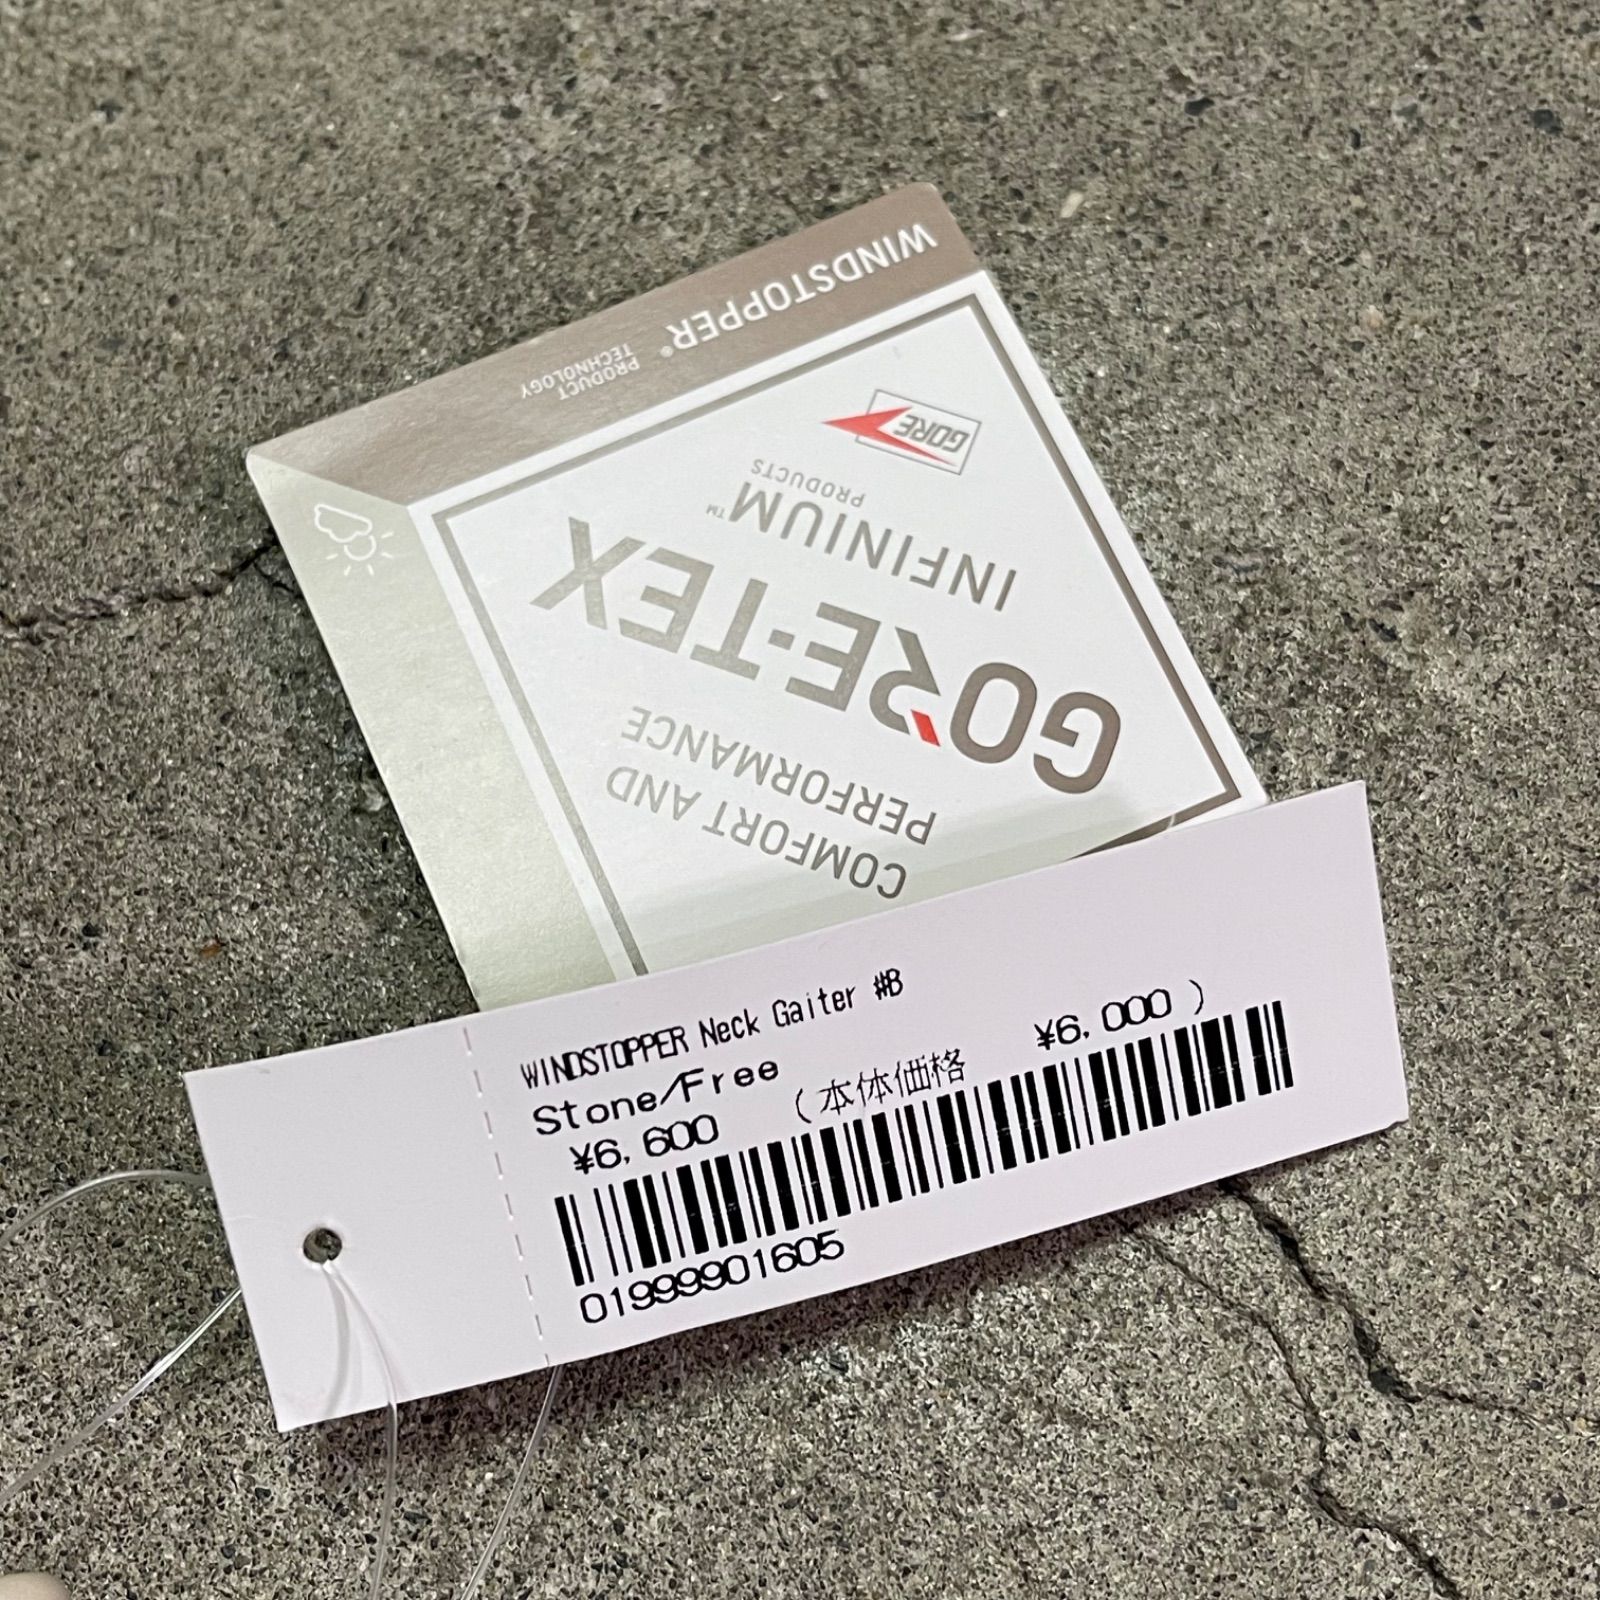 WINDSTOPPER®
PRODUCT
TECHNOLOGY
GORE
INFINIUM™
PRODUCTS
GORE-TEX
COMFORT AND
PERFORMANCE
WINDSTOPPER Neck Gaiter #B
Stone/Free
¥6,600 (本体価格 ¥6,000)
01999901605